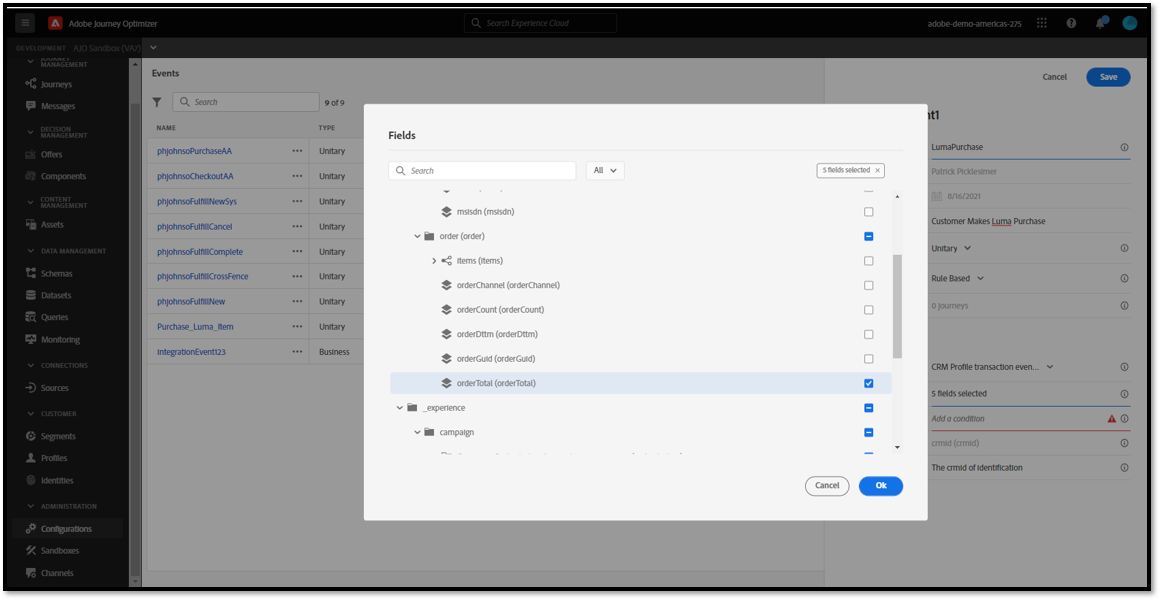 Adobe Journey Optimizer
Search Experience Cloud
adobe-demo-americas-275
DEVELOPMENT AJO Sandbox (VA7)
JOURNEY
MANAGEMENT
Journeys
Messages
DECISION
MANAGEMENT
Offers
Components
CONTENT
MANAGEMENT
Assets
DATA MANAGEMENT
Schemas
Datasets
Queries
Monitoring
CONNECTIONS
Sources
CUSTOMER
Segments
Profiles
Identities
ADMINISTRATION
Configurations
Sandboxes
Channels
Events
Search
9 of 9
NAME TYPE
phjohnsoPurchaseAA ••• Unitary
phjohnsoCheckoutAA ••• Unitary
phjohnsoFulfillNewSys ••• Unitary
phjohnsoFulfillCancel ••• Unitary
phjohnsoFulfillComplete ••• Unitary
phjohnsoFulfillCrossFence ••• Unitary
phjohnsoFulfillNew ••• Unitary
Purchase_Luma_Item ••• Unitary
IntegrationEvent123 ••• Business
Fields
Search
All
5 fields selected ×
msisdn (msisdn)
order (order)
items (items)
orderChannel (orderChannel)
orderCount (orderCount)
orderDttm (orderDttm)
orderGuid (orderGuid)
orderTotal (orderTotal)
_experience
campaign
Cancel
Ok
Cancel
Save
nt1
LumaPurchase
Patrick Picklesimer
6/16/2021
Customer Makes Luma Purchase
Unitary
Rule Based
0 Journeys
CRM Profile transaction even...
5 fields selected
Add a condition
crmid (crmid)
The crmid of identification